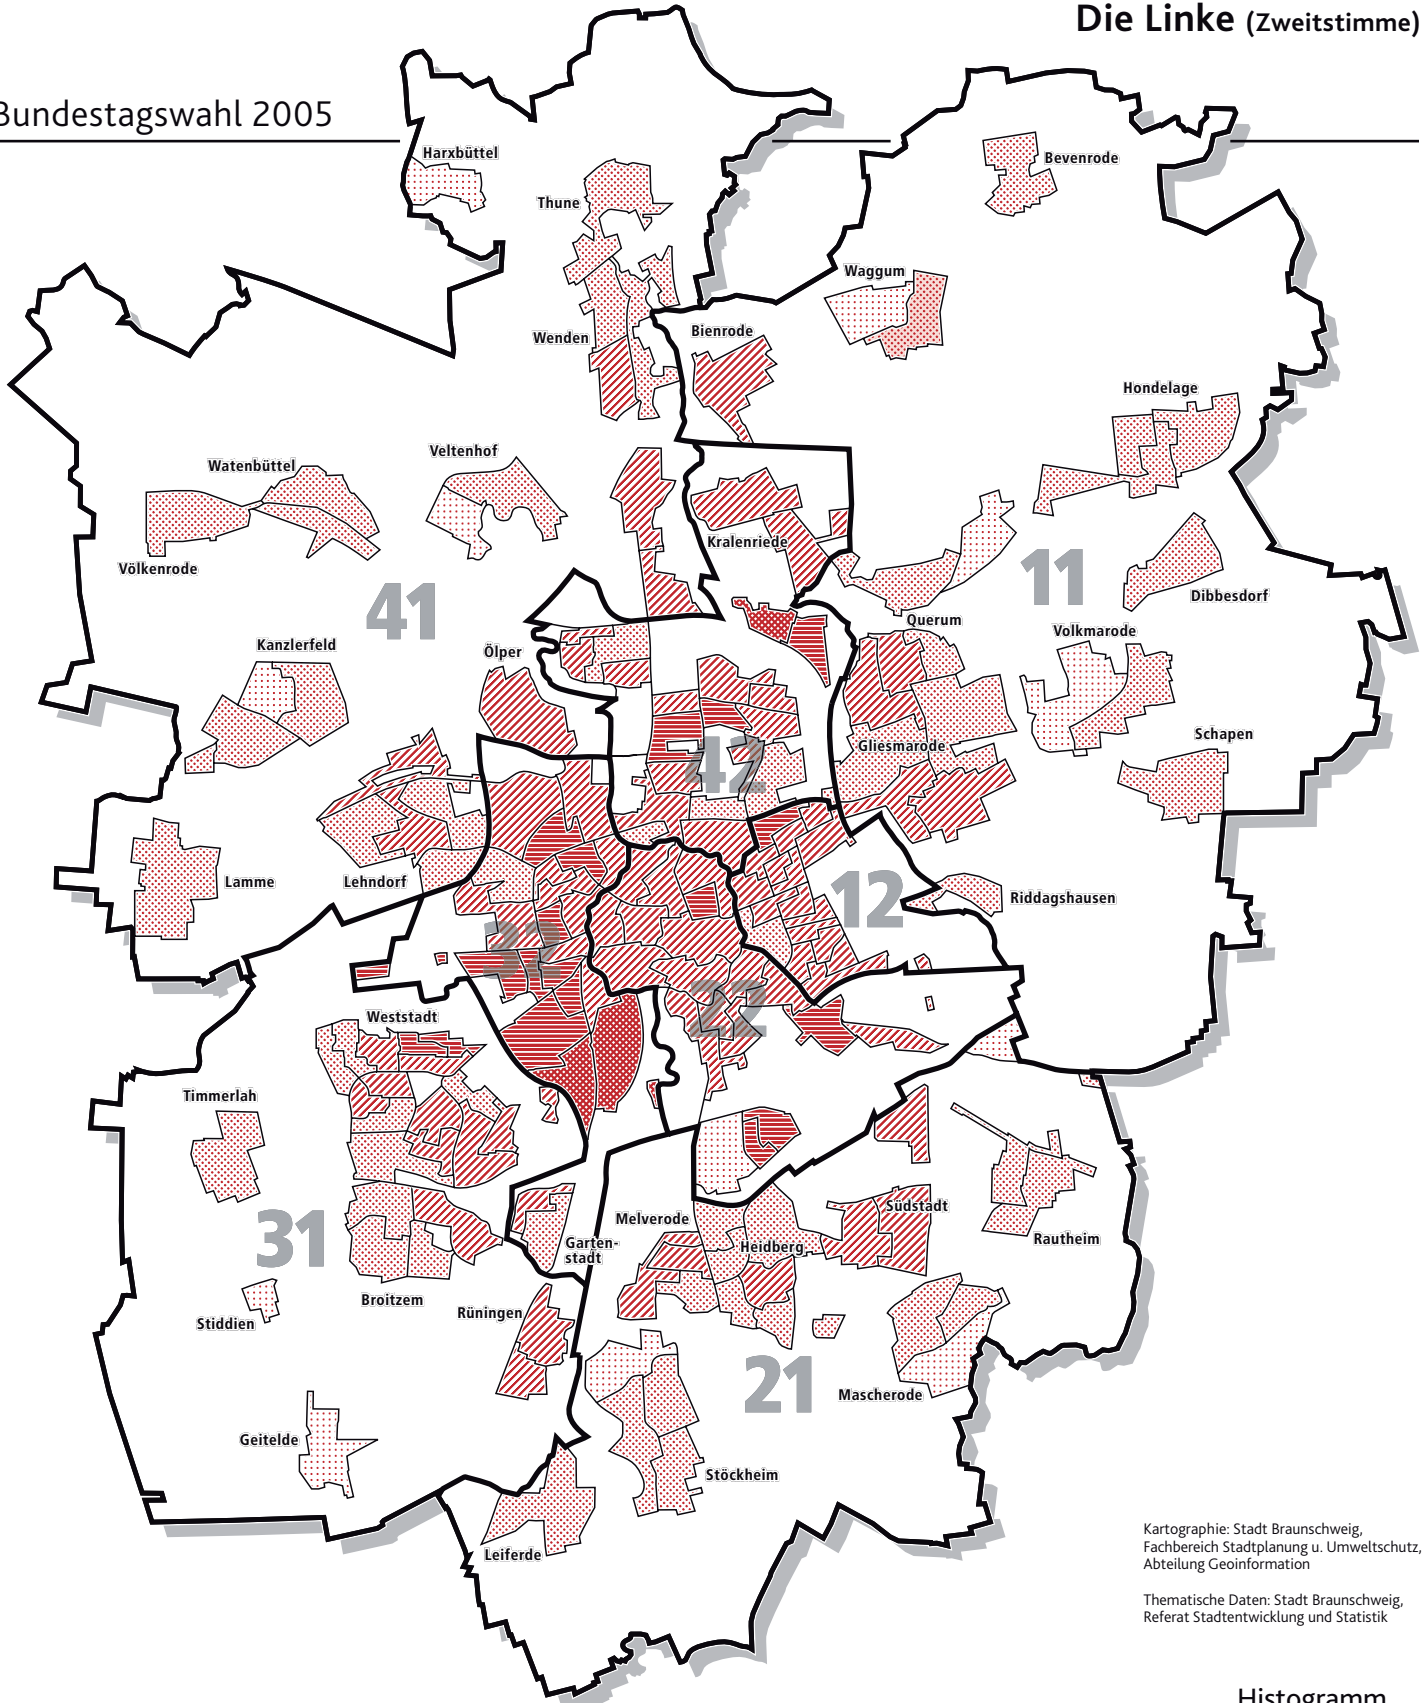 Die Linke (Zweitstimme)
Bundestagswahl 2005
Harxbüttel
Bevenrode
Thune
Waggum
Bienrode
Wenden
Hondelage
Veltenhof
Watenbüttel
Kralenriede
Völkenrode
11
Dibbesdorf
41
Querum
Volkmarode
Kanzlerfeld
Ölper
Schapen
Gliesmarode
42
Lamme
Lehndorf
12
Riddagshausen
32
22
Weststadt
Timmerlah
Südstadt
Melverode
31
Rautheim
Heidberg
Garten-
stadt
Broitzem
Rüningen
Stiddien
21
Mascherode
Geitelde
Stöckheim
Leiferde
Kartographie: Stadt Braunschweig,
Fachbereich Stadtplanung u. Umweltschutz,
Abteilung Geoinformation
Thematische Daten: Stadt Braunschweig,
Referat Stadtentwicklung und Statistik
Histogramm